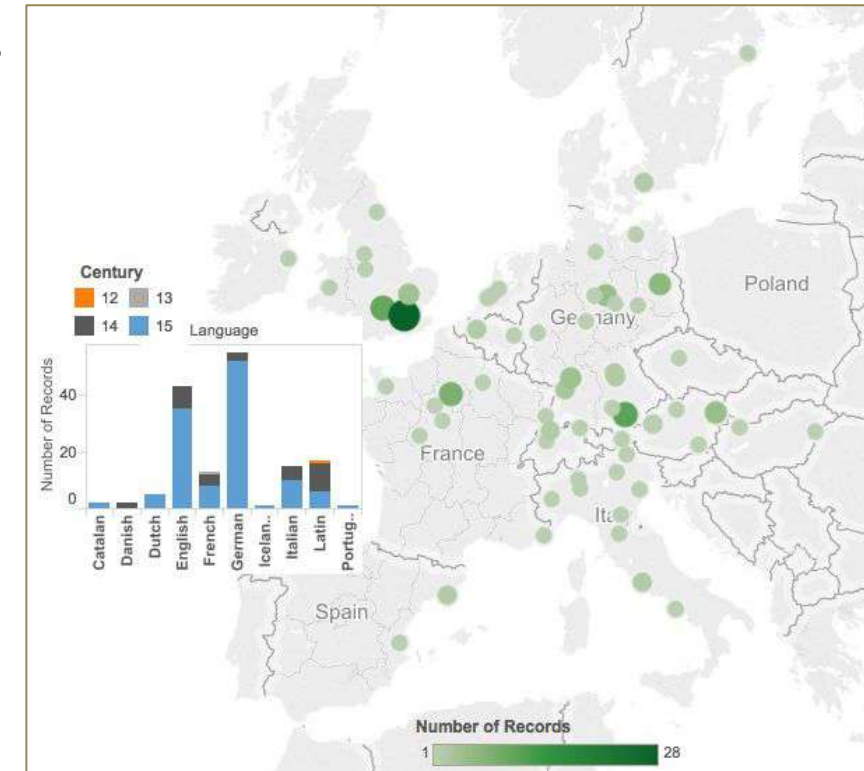 Poland
Germany
France
Ita
Spain
Century
12
13
14
15
Language
Number of Records
40
20
0
Catalan
Danish
Dutch
English
French
German
Icelan..
Italian
Latin
Portug..
Number of Records
1
28